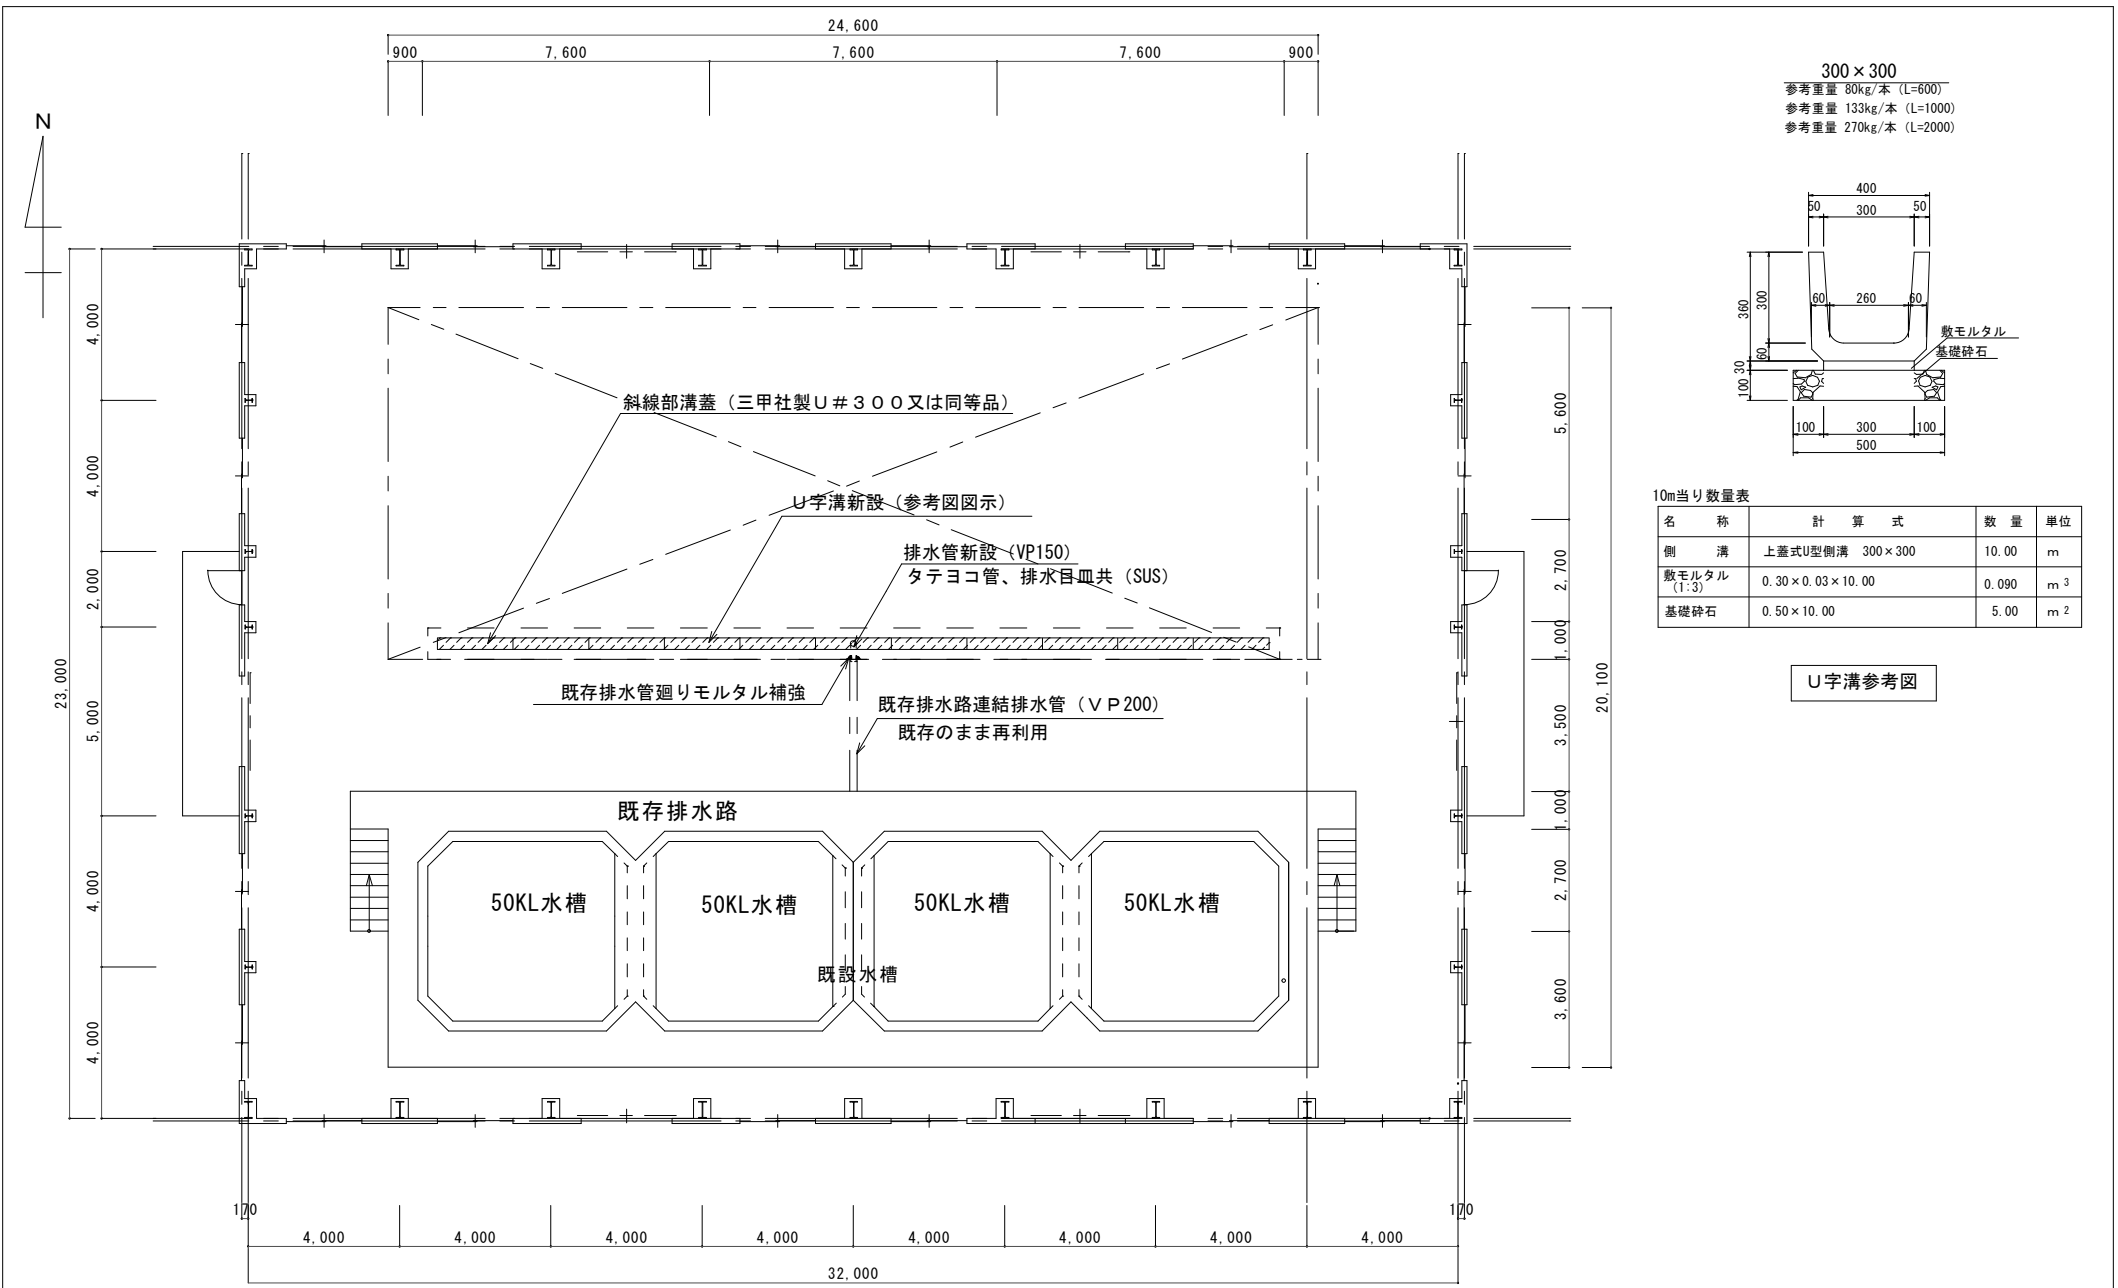 24,600
900 7,600 7,600 7,600 900
N
300×300
参考重量 80kg/本 (L=600)
参考重量 133kg/本 (L=1000)
参考重量 270kg/本 (L=2000)
400
50 300 50
360 300 60 30 100
60 260 60
敷モルタル
基礎砕石
100 300 100
500
10m当り数量表
名 称 計 算 式 数 量 単位
側 溝 上蓋式U型側溝 300×300 10.00 m
敷モルタル (1:3) 0.30×0.03×10.00 0.090 m3
基礎砕石 0.50×10.00 5.00 m2
U字溝参考図
斜線部溝蓋(三甲社製U#300又は同等品)
U字溝新設(参考図図示)
排水管新設(VP150)
タテヨコ管、排水目皿共(SUS)
既存排水管廻りモルタル補強
既存排水路連結排水管(VP200)
既存のまま再利用
既存排水路
50KL水槽 50KL水槽 50KL水槽 50KL水槽
既設水槽
23,000
4,000
4,000
2,000
5,000
4,000
4,000
5,600
2,700
1,000
3,500
1,000
2,700
3,600
20,100
170 170
4,000 4,000 4,000 4,000 4,000 4,000 4,000 4,000
32,000